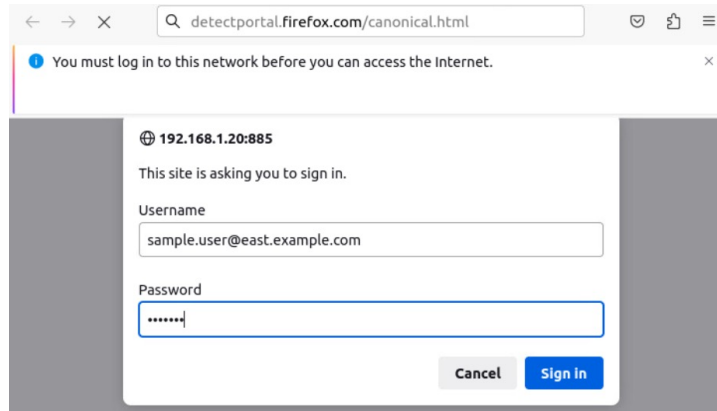 detectportal.firefox.com/canonical.html
You must log in to this network before you can access the Internet.
192.168.1.20:885
This site is asking you to sign in.
Username
sample.user@east.example.com
Password
•••••••
Cancel Sign in